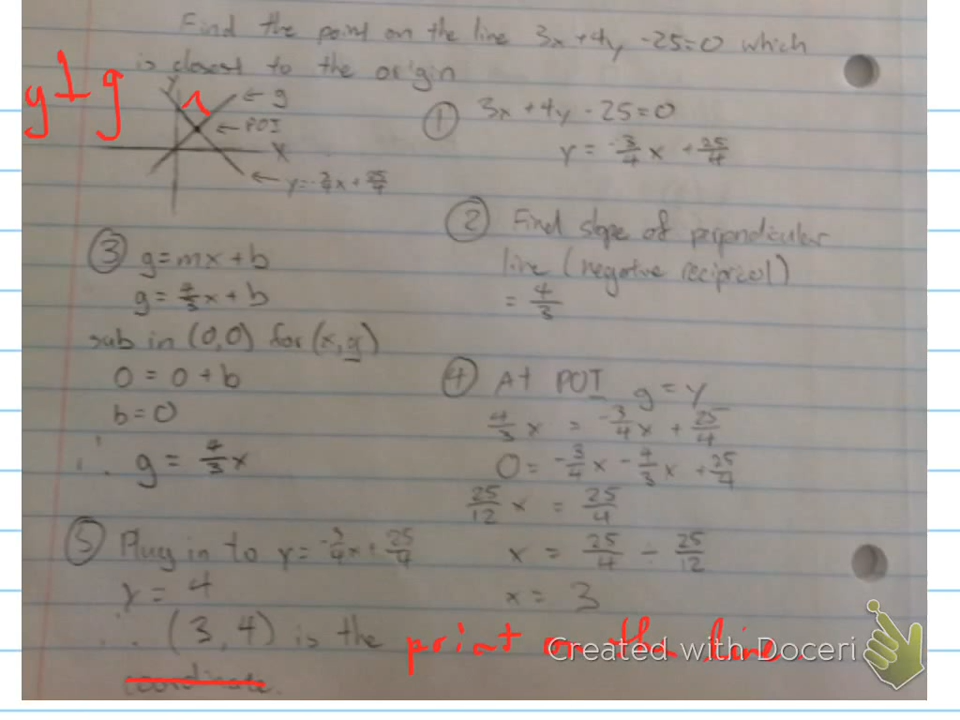 Find the point on the line 3x+4y-25=0 which
is closest to the origin
y⊥g
Y
← g
← POI
X
← y=-3/4x+25/4
① 3x+4y-25=0
y=-3/4x+25/4
② Find slope of perpendicular
line (negative reciprical)
= 4/3
③ g=mx+b
g=4/3x+b
sub in (0,0) for (x,g)
0=0+b
b=0
∴ g=4/3x
④ At POI g=y
4/3x = -3/4x+25/4
0=-3/4x-4/3x+25/4
25/12x = 25/4
x = 25/4 ÷ 25/12
x = 3
⑤ Plug in to y=-3/4x+25/4
y=4
∴ (3,4) is the point on the line.
coordinate.
Created with Doceri